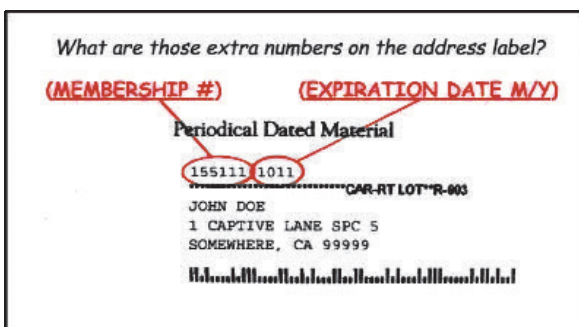 What are those extra numbers on the address label?
(MEMBERSHIP #) (EXPIRATION DATE M/Y)
Periodical Dated Material
155111 1011
**********************CAR-RT LOT**R-003
JOHN DOE
1 CAPTIVE LANE SPC 5
SOMEWHERE, CA 99999